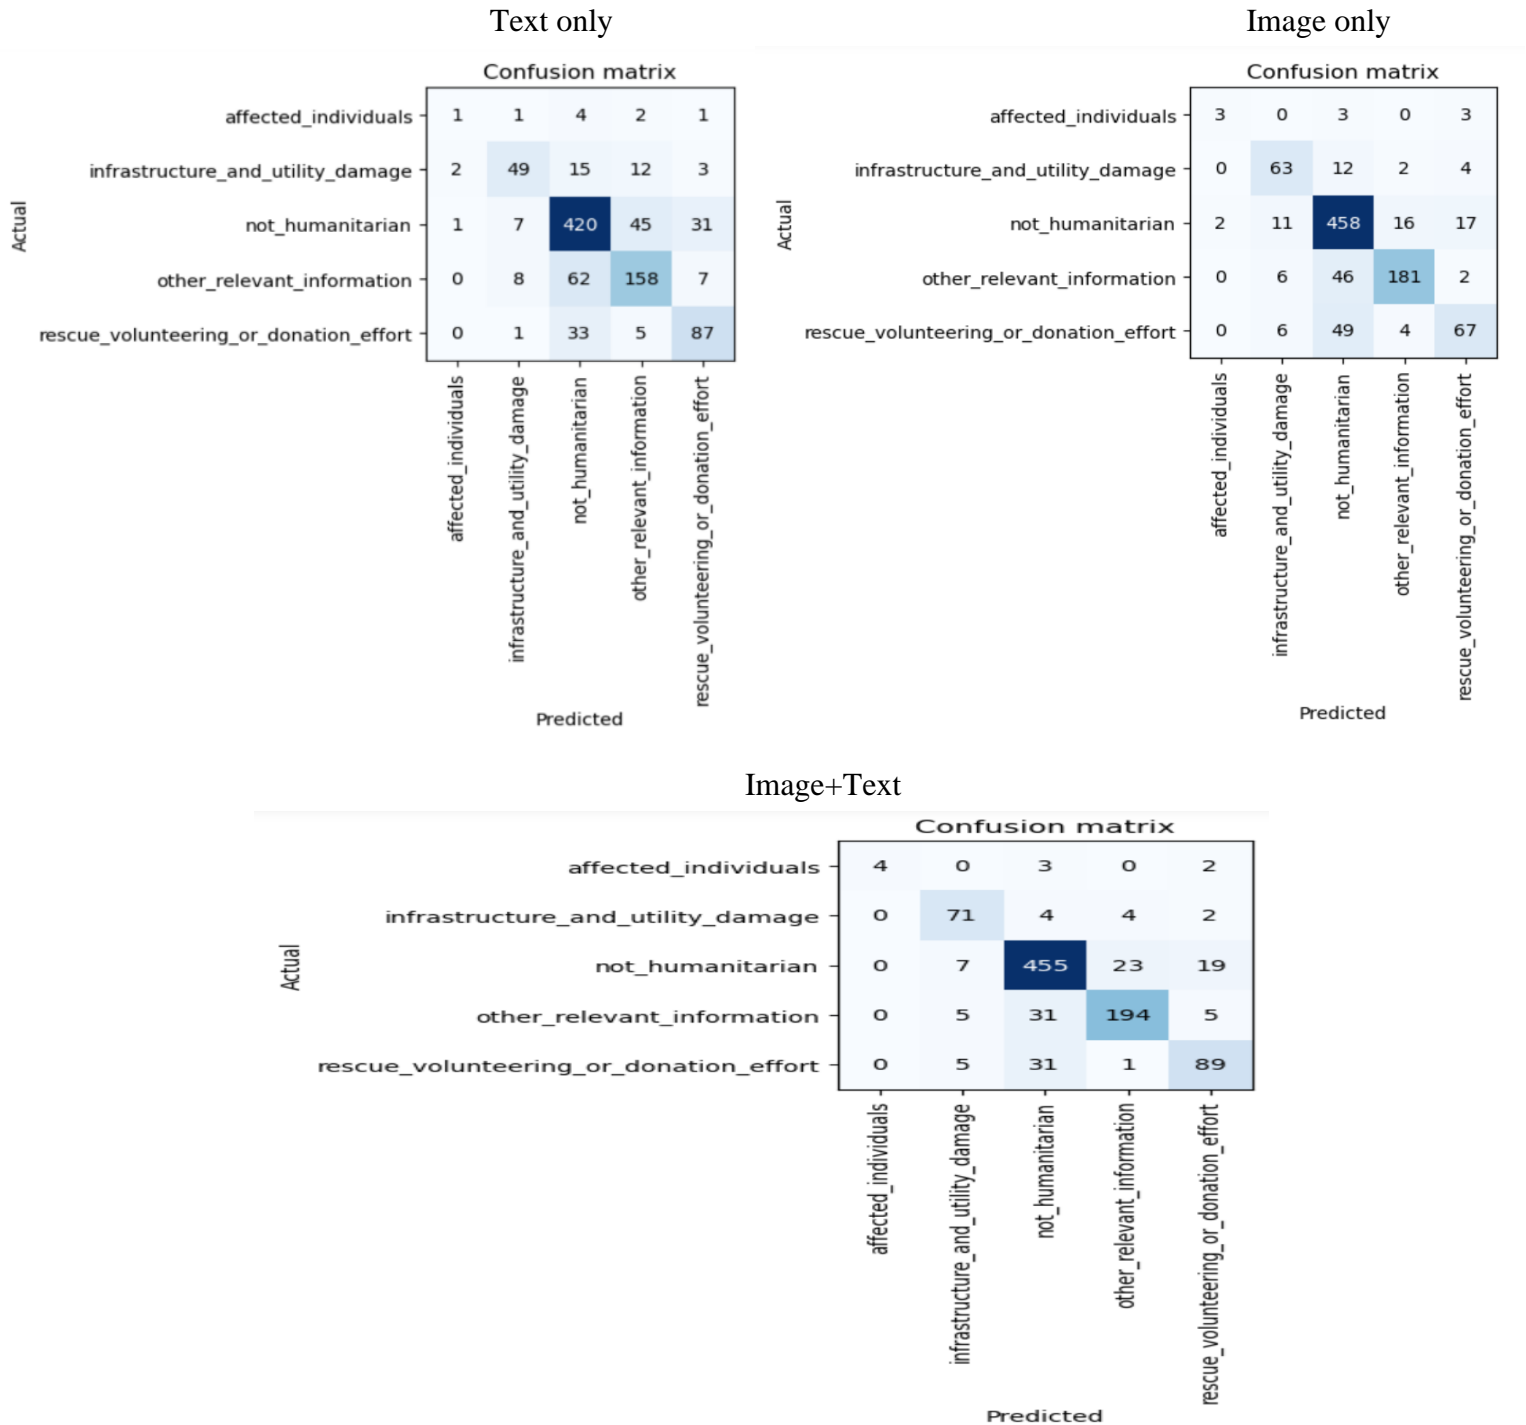 Text only
Confusion matrix
Actual
affected_individuals 1 1 4 2 1
infrastructure_and_utility_damage 2 49 15 12 3
not_humanitarian 1 7 420 45 31
other_relevant_information 0 8 62 158 7
rescue_volunteering_or_donation_effort 0 1 33 5 87
affected_individuals
infrastructure_and_utility_damage
not_humanitarian
other_relevant_information
rescue_volunteering_or_donation_effort
Predicted
Image only
Confusion matrix
Actual
affected_individuals 3 0 3 0 3
infrastructure_and_utility_damage 0 63 12 2 4
not_humanitarian 2 11 458 16 17
other_relevant_information 0 6 46 181 2
rescue_volunteering_or_donation_effort 0 6 49 4 67
affected_individuals
infrastructure_and_utility_damage
not_humanitarian
other_relevant_information
rescue_volunteering_or_donation_effort
Predicted
Image+Text
Confusion matrix
Actual
affected_individuals 4 0 3 0 2
infrastructure_and_utility_damage 0 71 4 4 2
not_humanitarian 0 7 455 23 19
other_relevant_information 0 5 31 194 5
rescue_volunteering_or_donation_effort 0 5 31 1 89
affected_individuals
infrastructure_and_utility_damage
not_humanitarian
other_relevant_information
rescue_volunteering_or_donation_effort
Predicted